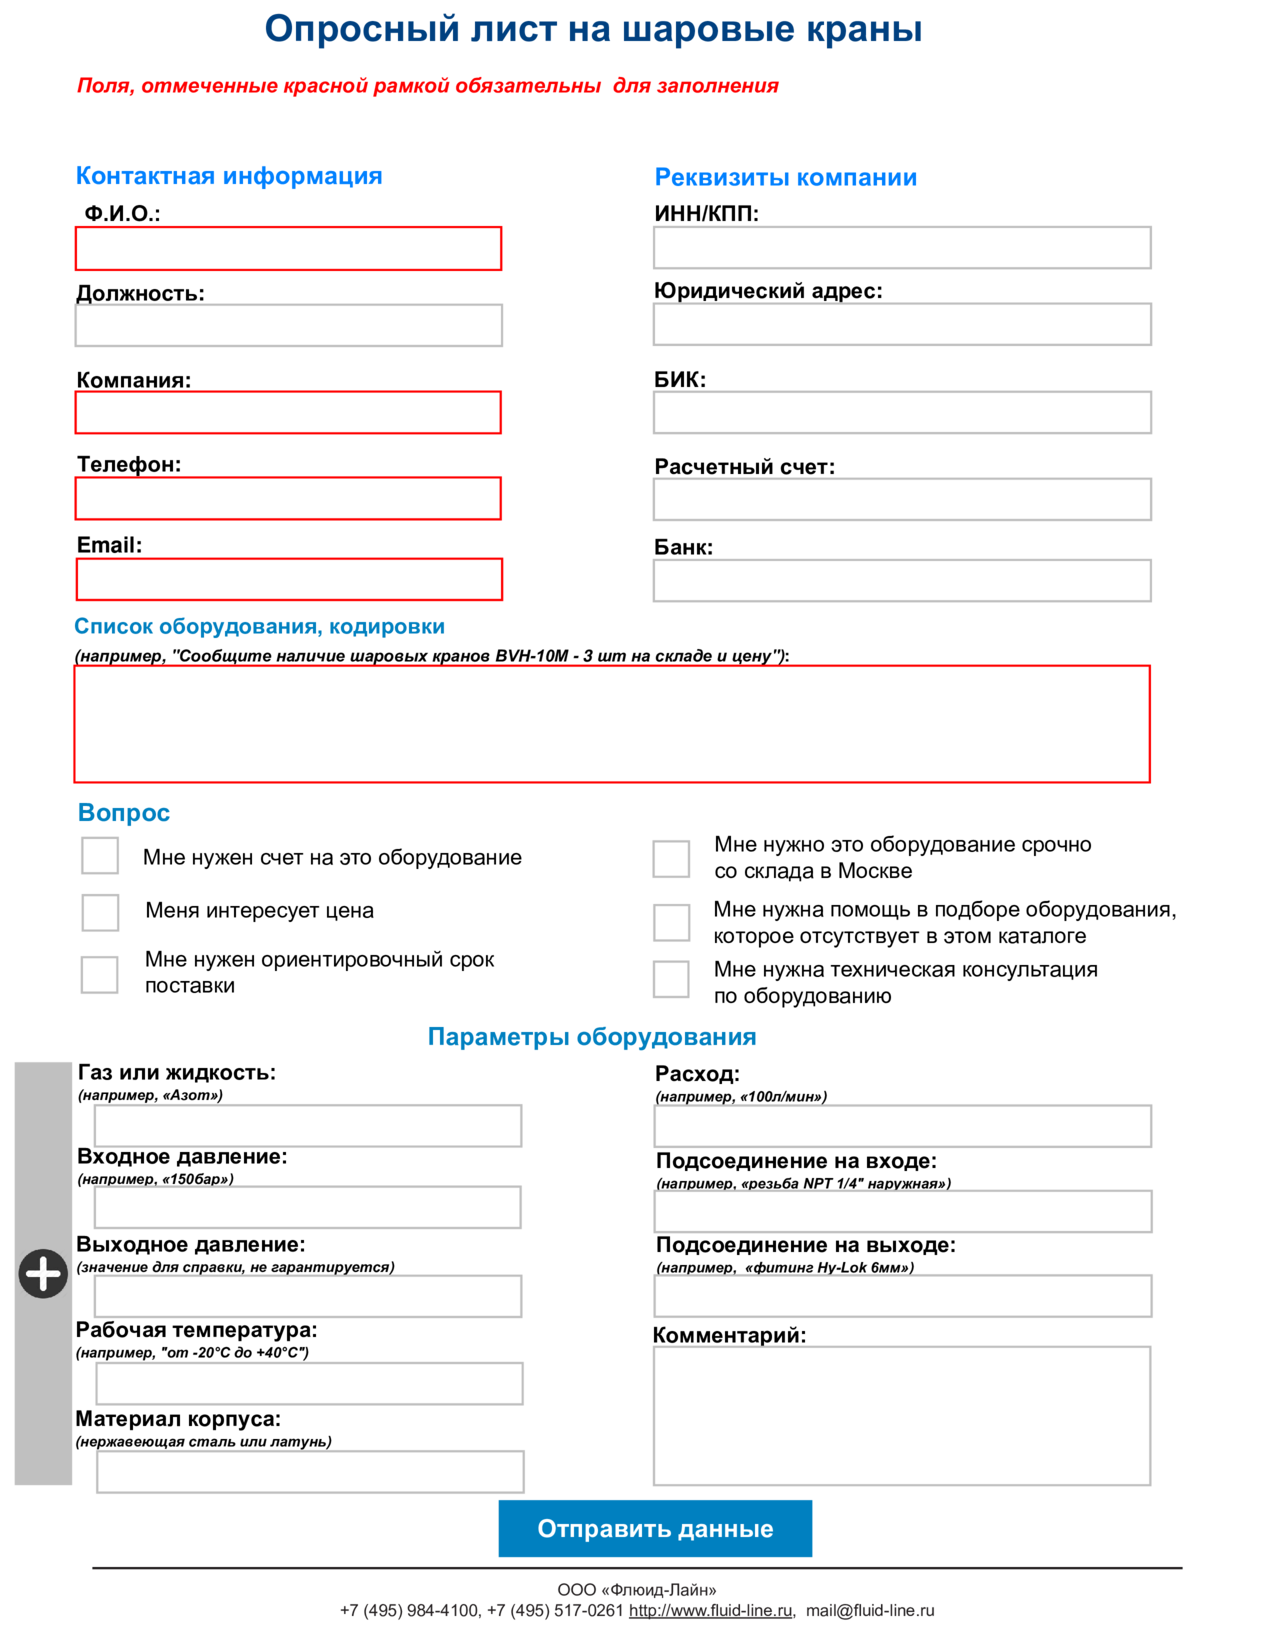 Опросный лист на шаровые краны
Поля, отмеченные красной рамкой обязательны  для заполнения
Контактная информация
Ф.И.О.:
Должность:
Компания:
Телефон:
Email:
Реквизиты компании
ИНН/КПП:
Юридический адрес:
БИК:
Расчетный счет:
Банк:
Список оборудования, кодировки
(например, "Сообщите наличие шаровых кранов BVH-10M - 3 шт на складе и цену"):
Вопрос
Мне нужен счет на это оборудование
Меня интересует цена
Мне нужен ориентировочный срок
поставки
Мне нужно это оборудование срочно
со склада в Москве
Мне нужна помощь в подборе оборудования,
которое отсутствует в этом каталоге
Мне нужна техническая консультация
по оборудованию
Параметры оборудования
Газ или жидкость:
(например, «Азот»)
Входное давление:
(например, «150бар»)
Выходное давление:
(значение для справки, не гарантируется)
Рабочая температура:
(например, "от -20°C до +40°C")
Материал корпуса:
(нержавеющая сталь или латунь)
Расход:
(например, «100л/мин»)
Подсоединение на входе:
(например, «резьба NPT 1/4" наружная»)
Подсоединение на выходе:
(например,  «фитинг Hy-Lok 6мм»)
Комментарий:
Отправить данные
ООО «Флюид-Лайн»
+7 (495) 984-4100, +7 (495) 517-0261 http://www.fluid-line.ru,  mail@fluid-line.ru